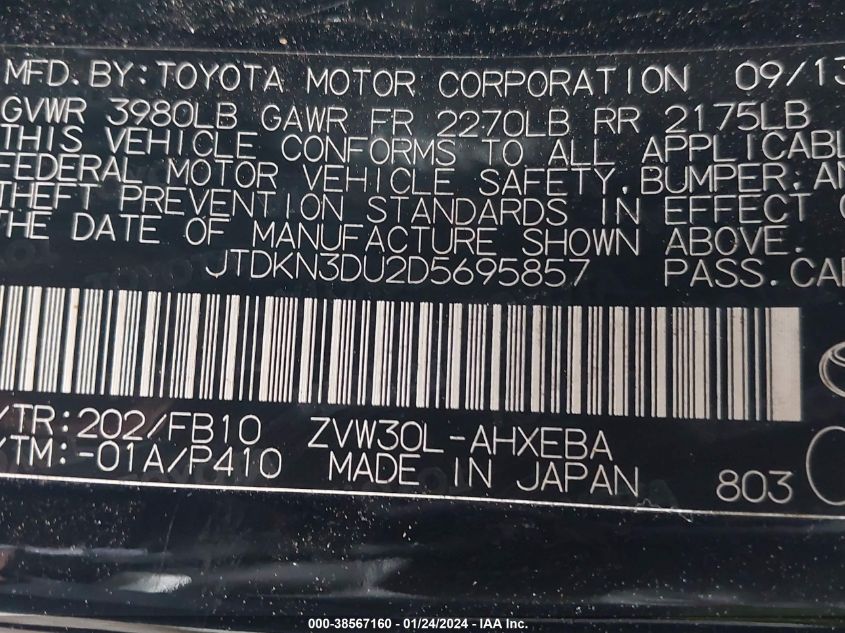 MFD. BY: TOYOTA MOTOR CORPORATION 09/13
GVWR 3980LB GAWR FR 2270LB RR 2175LB
THIS VEHICLE CONFORMS TO ALL APPLICABL
FEDERAL MOTOR VEHICLE SAFETY, BUMPER, AN
THEFT PREVENTION STANDARDS IN EFFECT O
THE DATE OF MANUFACTURE SHOWN ABOVE.
JTDKN3DU2D5695857 PASS. CAR
/TR: 202/FB10 ZVW30L-AHXEBA
/TM: -01A/P410 MADE IN JAPAN 803
000-38567160 - 01/24/2024 - IAA Inc.